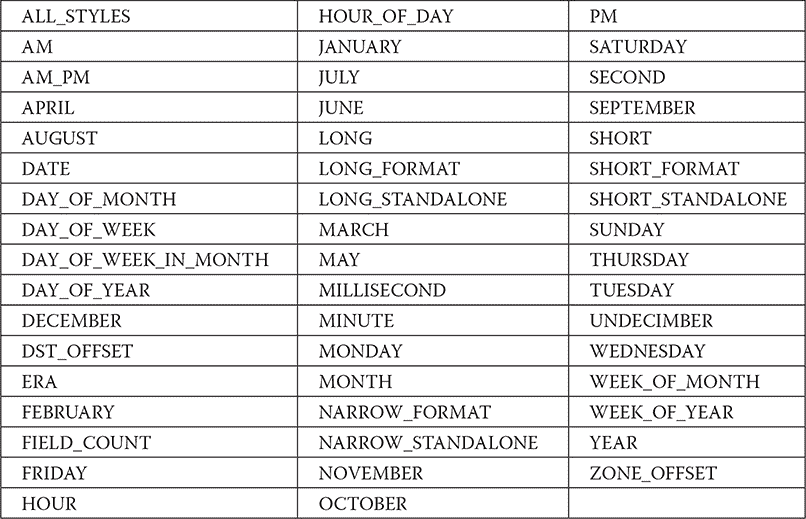 ALL_STYLES HOUR_OF_DAY PM
AM JANUARY SATURDAY
AM_PM JULY SECOND
APRIL JUNE SEPTEMBER
AUGUST LONG SHORT
DATE LONG_FORMAT SHORT_FORMAT
DAY_OF_MONTH LONG_STANDALONE SHORT_STANDALONE
DAY_OF_WEEK MARCH SUNDAY
DAY_OF_WEEK_IN_MONTH MAY THURSDAY
DAY_OF_YEAR MILLISECOND TUESDAY
DECEMBER MINUTE UNDECIMBER
DST_OFFSET MONDAY WEDNESDAY
ERA MONTH WEEK_OF_MONTH
FEBRUARY NARROW_FORMAT WEEK_OF_YEAR
FIELD_COUNT NARROW_STANDALONE YEAR
FRIDAY NOVEMBER ZONE_OFFSET
HOUR OCTOBER